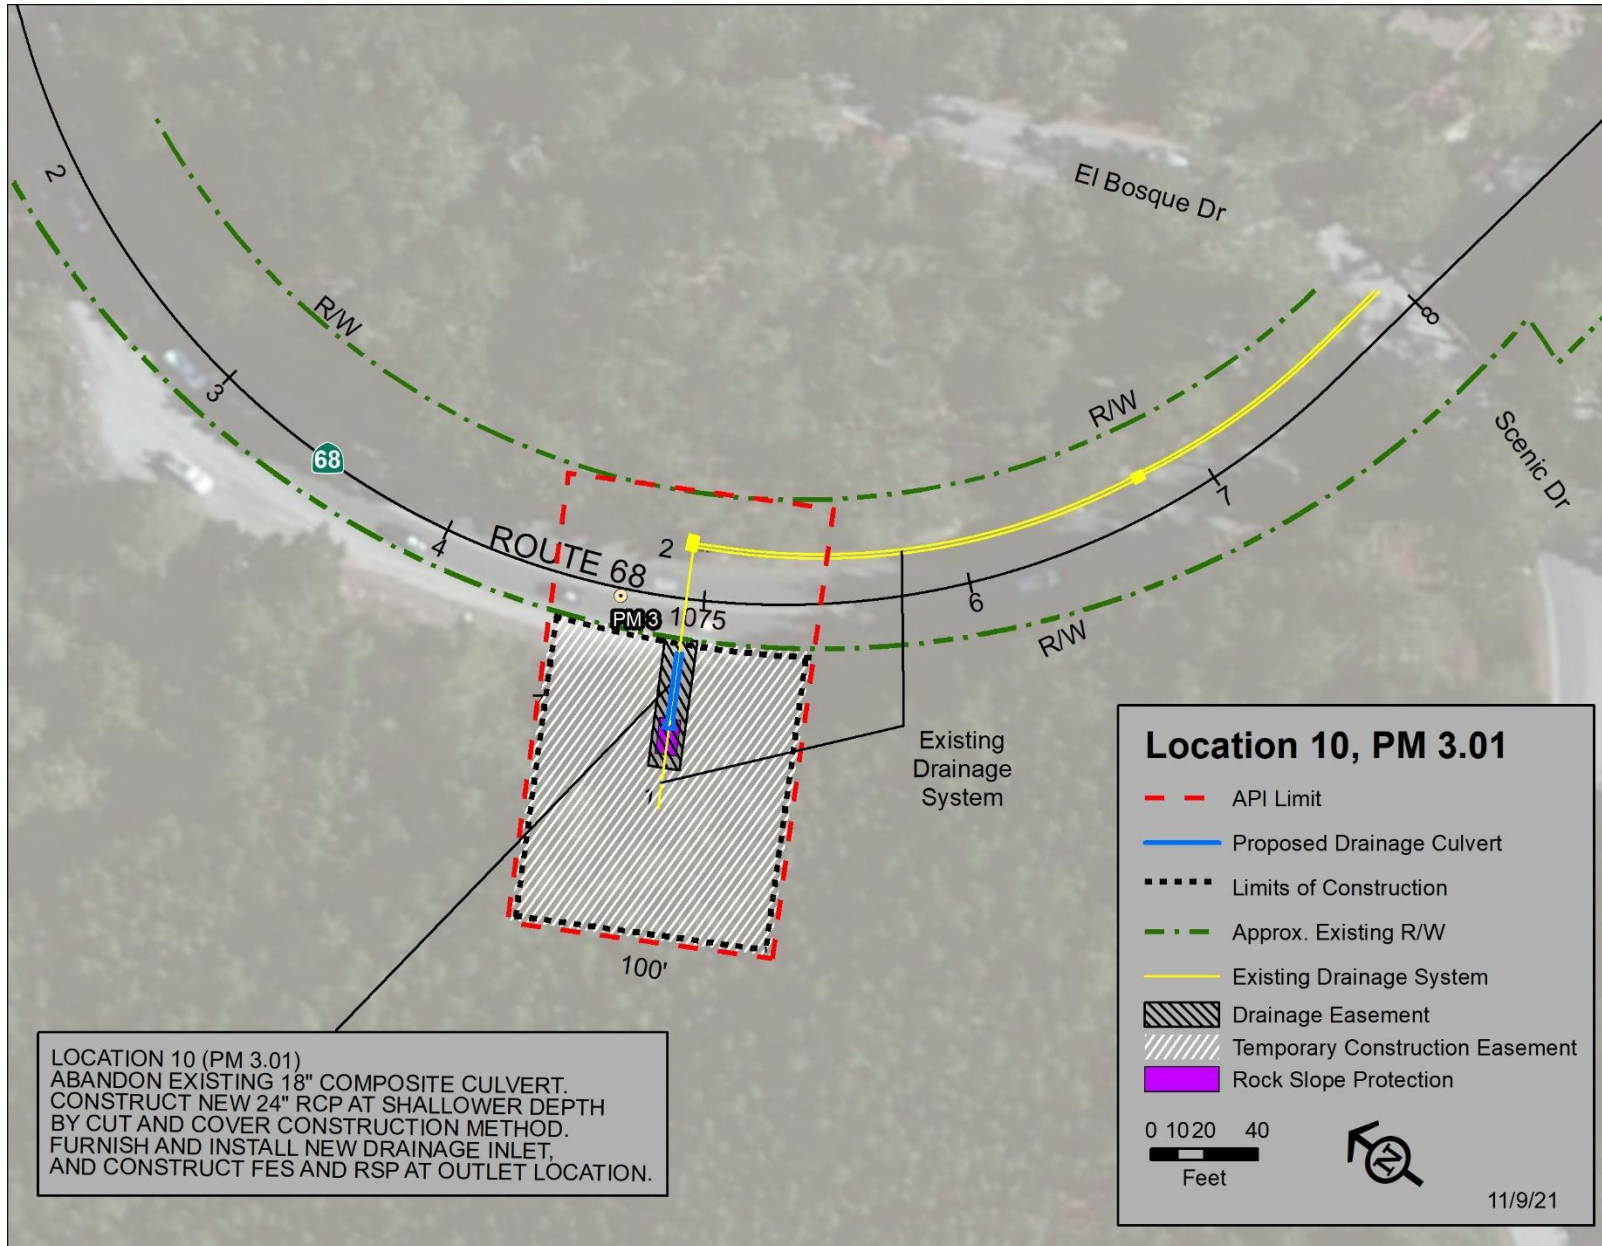 El Bosque Dr
2
R/W
8
3
R/W
Scenic Dr
68
7
4
ROUTE 68
2
6
PM 3
1075
R/W
1
Existing
Drainage
System
100'
Location 10, PM 3.01
API Limit
Proposed Drainage Culvert
Limits of Construction
Approx. Existing R/W
Existing Drainage System
Drainage Easement
Temporary Construction Easement
Rock Slope Protection
0 10 20 40
Feet
N
11/9/21
LOCATION 10 (PM 3.01)
ABANDON EXISTING 18" COMPOSITE CULVERT.
CONSTRUCT NEW 24" RCP AT SHALLOWER DEPTH
BY CUT AND COVER CONSTRUCTION METHOD.
FURNISH AND INSTALL NEW DRAINAGE INLET,
AND CONSTRUCT FES AND RSP AT OUTLET LOCATION.